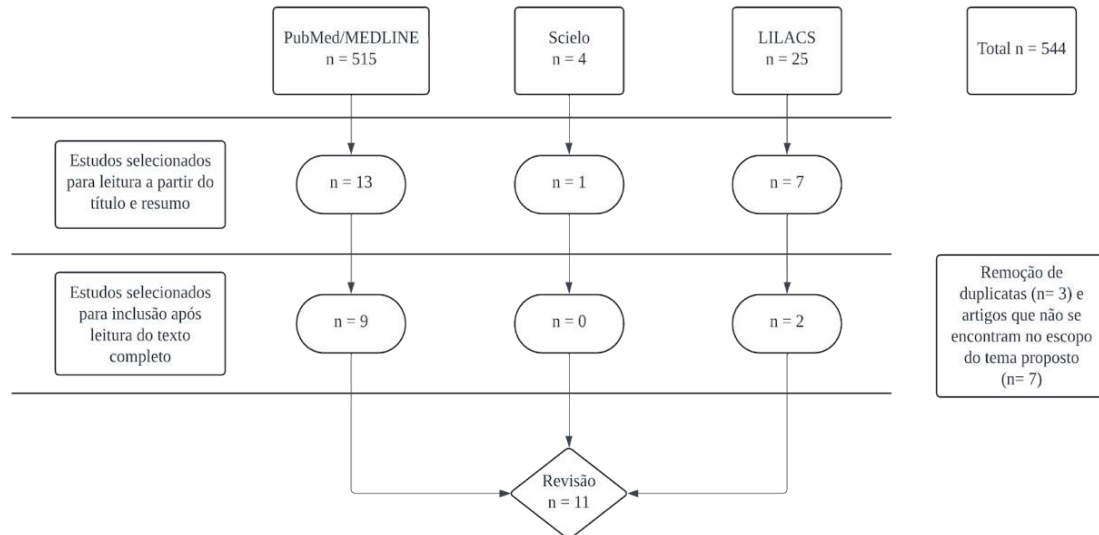 PubMed/MEDLINE
n = 515
Scielo
n = 4
LILACS
n = 25
Total n = 544
Estudos selecionados
para leitura a partir do
título e resumo
n = 13
n = 1
n = 7
Estudos selecionados
para inclusão após
leitura do texto
completo
n = 9
n = 0
n = 2
Remoção de
duplicatas (n= 3) e
artigos que não se
encontram no escopo
do tema proposto
(n= 7)
Revisão
n = 11